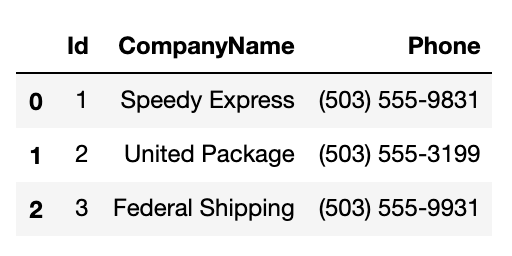 Id CompanyName Phone
0 1 Speedy Express (503) 555-9831
1 2 United Package (503) 555-3199
2 3 Federal Shipping (503) 555-9931